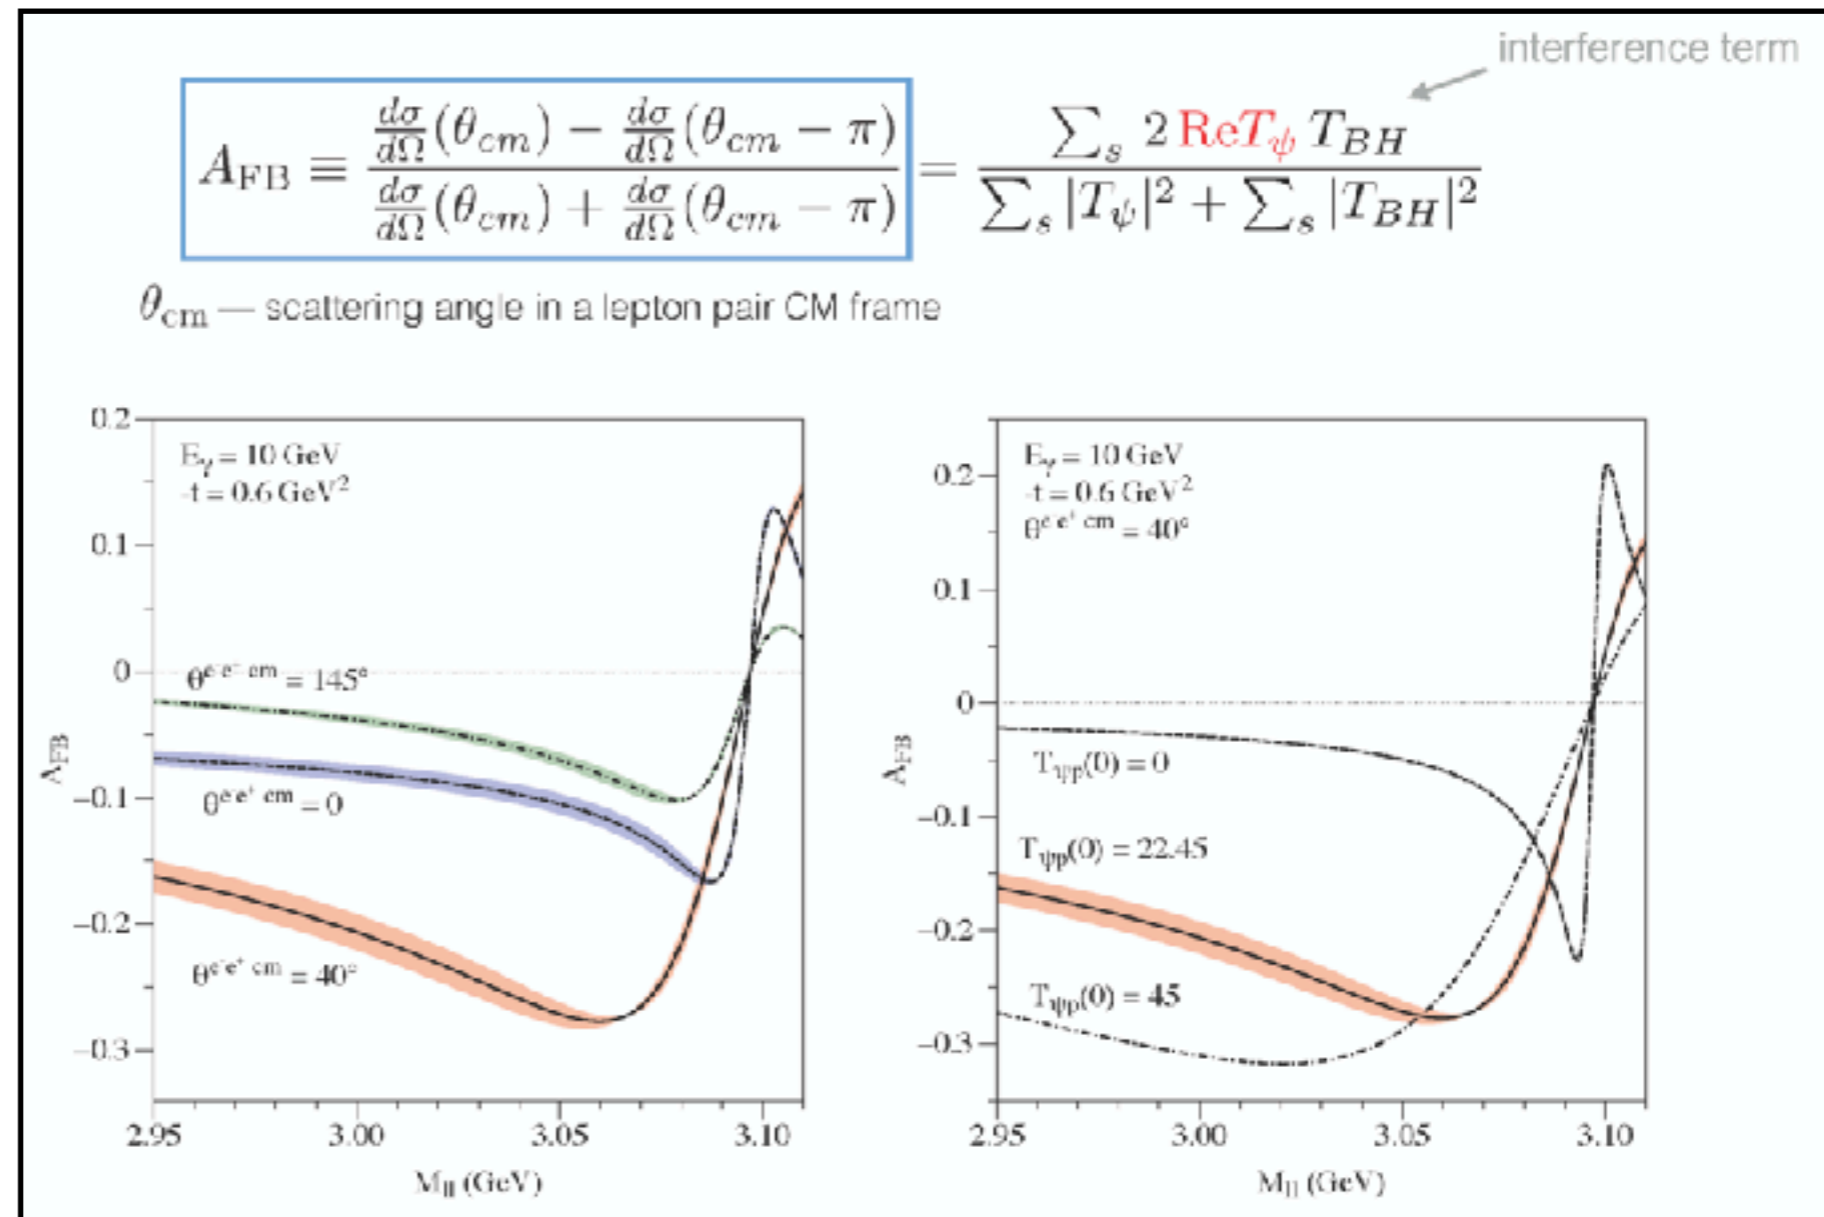 interference term
A_FB ≡ (dσ/dΩ(θ_cm) − dσ/dΩ(θ_cm − π)) / (dσ/dΩ(θ_cm) + dσ/dΩ(θ_cm − π)) = (∑_s 2 ReT_ψ T_BH) / (∑_s |T_ψ|² + ∑_s |T_BH|²)
θ_cm — scattering angle in a lepton pair CM frame
0.2
E_γ = 10 GeV
-t = 0.6 GeV²
0.1
0
θ^{e⁻e⁺ cm} = 145°
A_FB
−0.1
θ^{e⁻e⁺ cm} = 0
−0.2
θ^{e⁻e⁺ cm} = 40°
−0.3
2.95 3.00 3.05 3.10
M_ll (GeV)
E_γ = 10 GeV
0.2
-t = 0.6 GeV²
θ^{e⁻e⁺ cm} = 40°
0.1
0
A_FB
T_ψp(0) = 0
−0.1
T_ψp(0) = 22.45
−0.2
T_ψp(0) = 45
−0.3
2.95 3.00 3.05 3.10
M_ll (GeV)